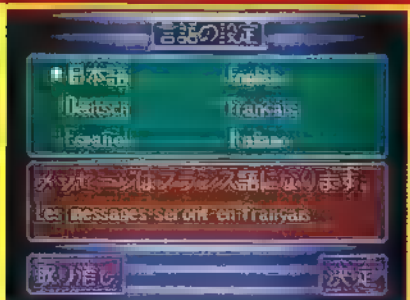 言語の設定
日本語 English
Deutsch Français
Español Italiano
メッセージはフランス語になります。
Les messages seront en français
取り消し 決定